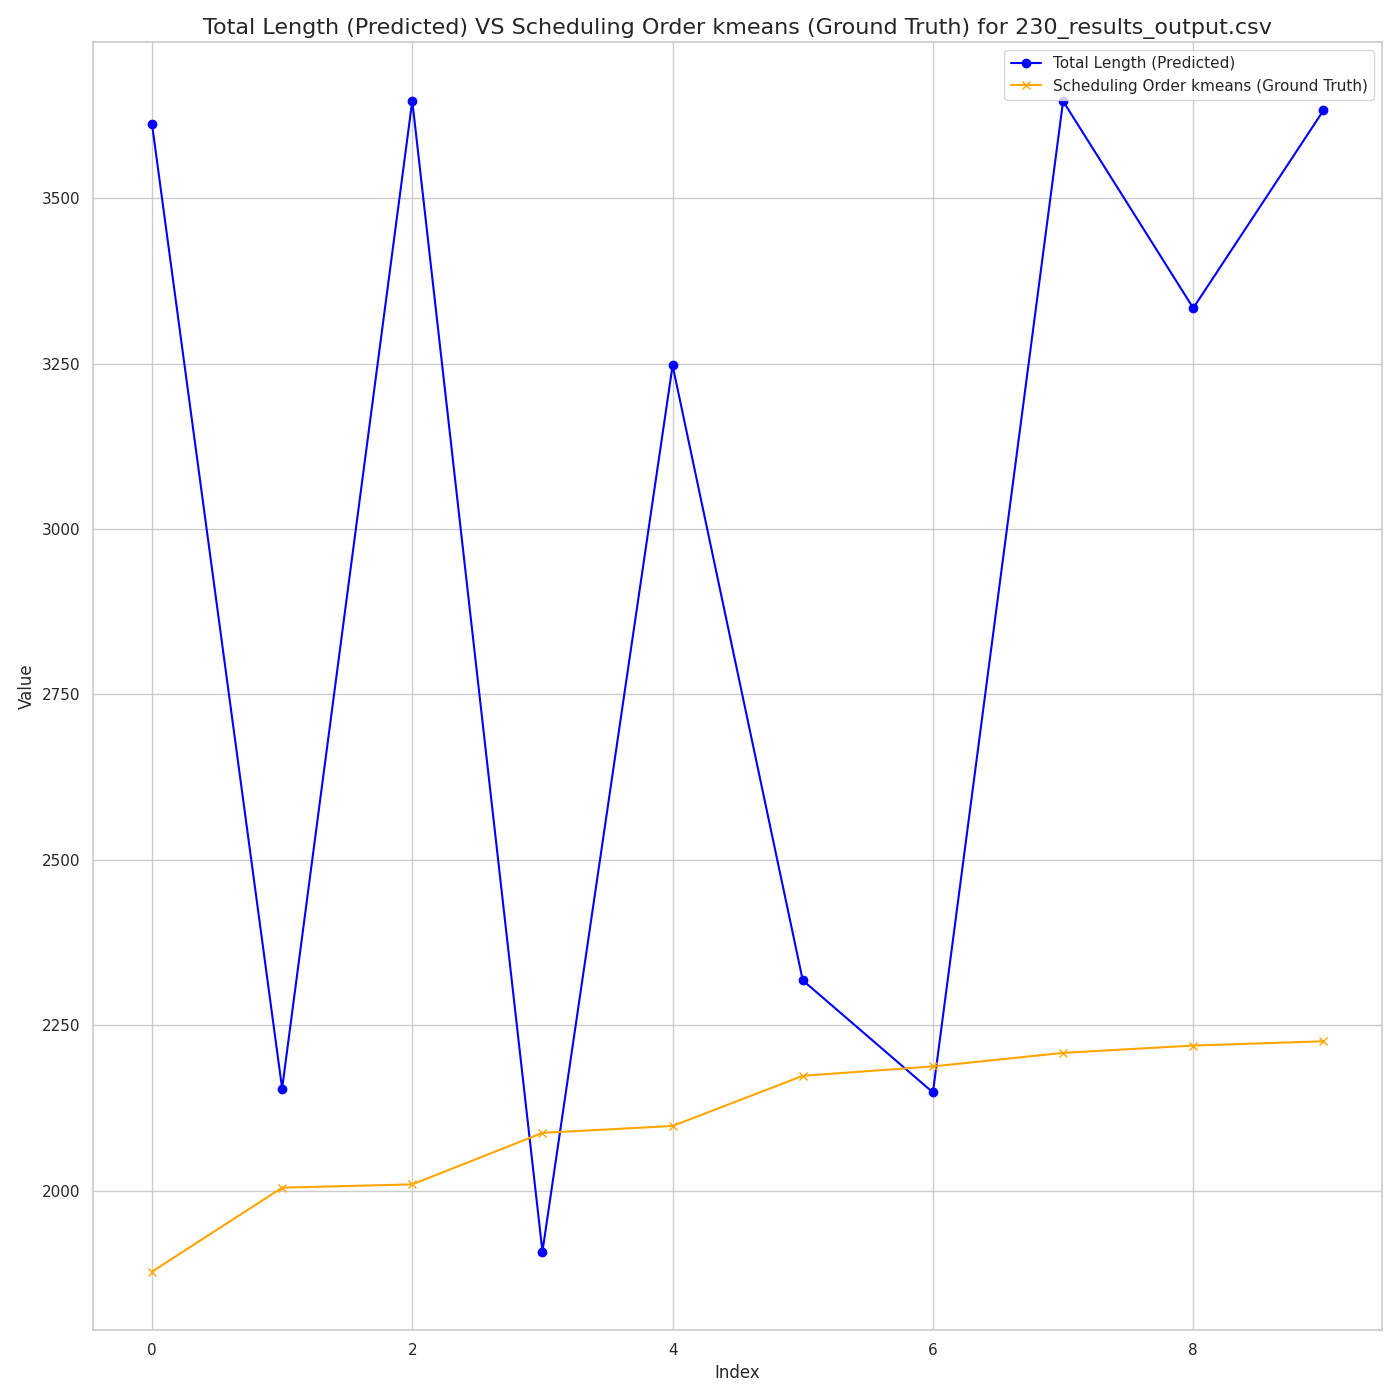 Total Length (Predicted) VS Scheduling Order kmeans (Ground Truth) for 230_results_output.csv
Total Length (Predicted)
Scheduling Order kmeans (Ground Truth)
3500
3250
3000
2750
2500
2250
2000
Value
0 2 4 6 8
Index